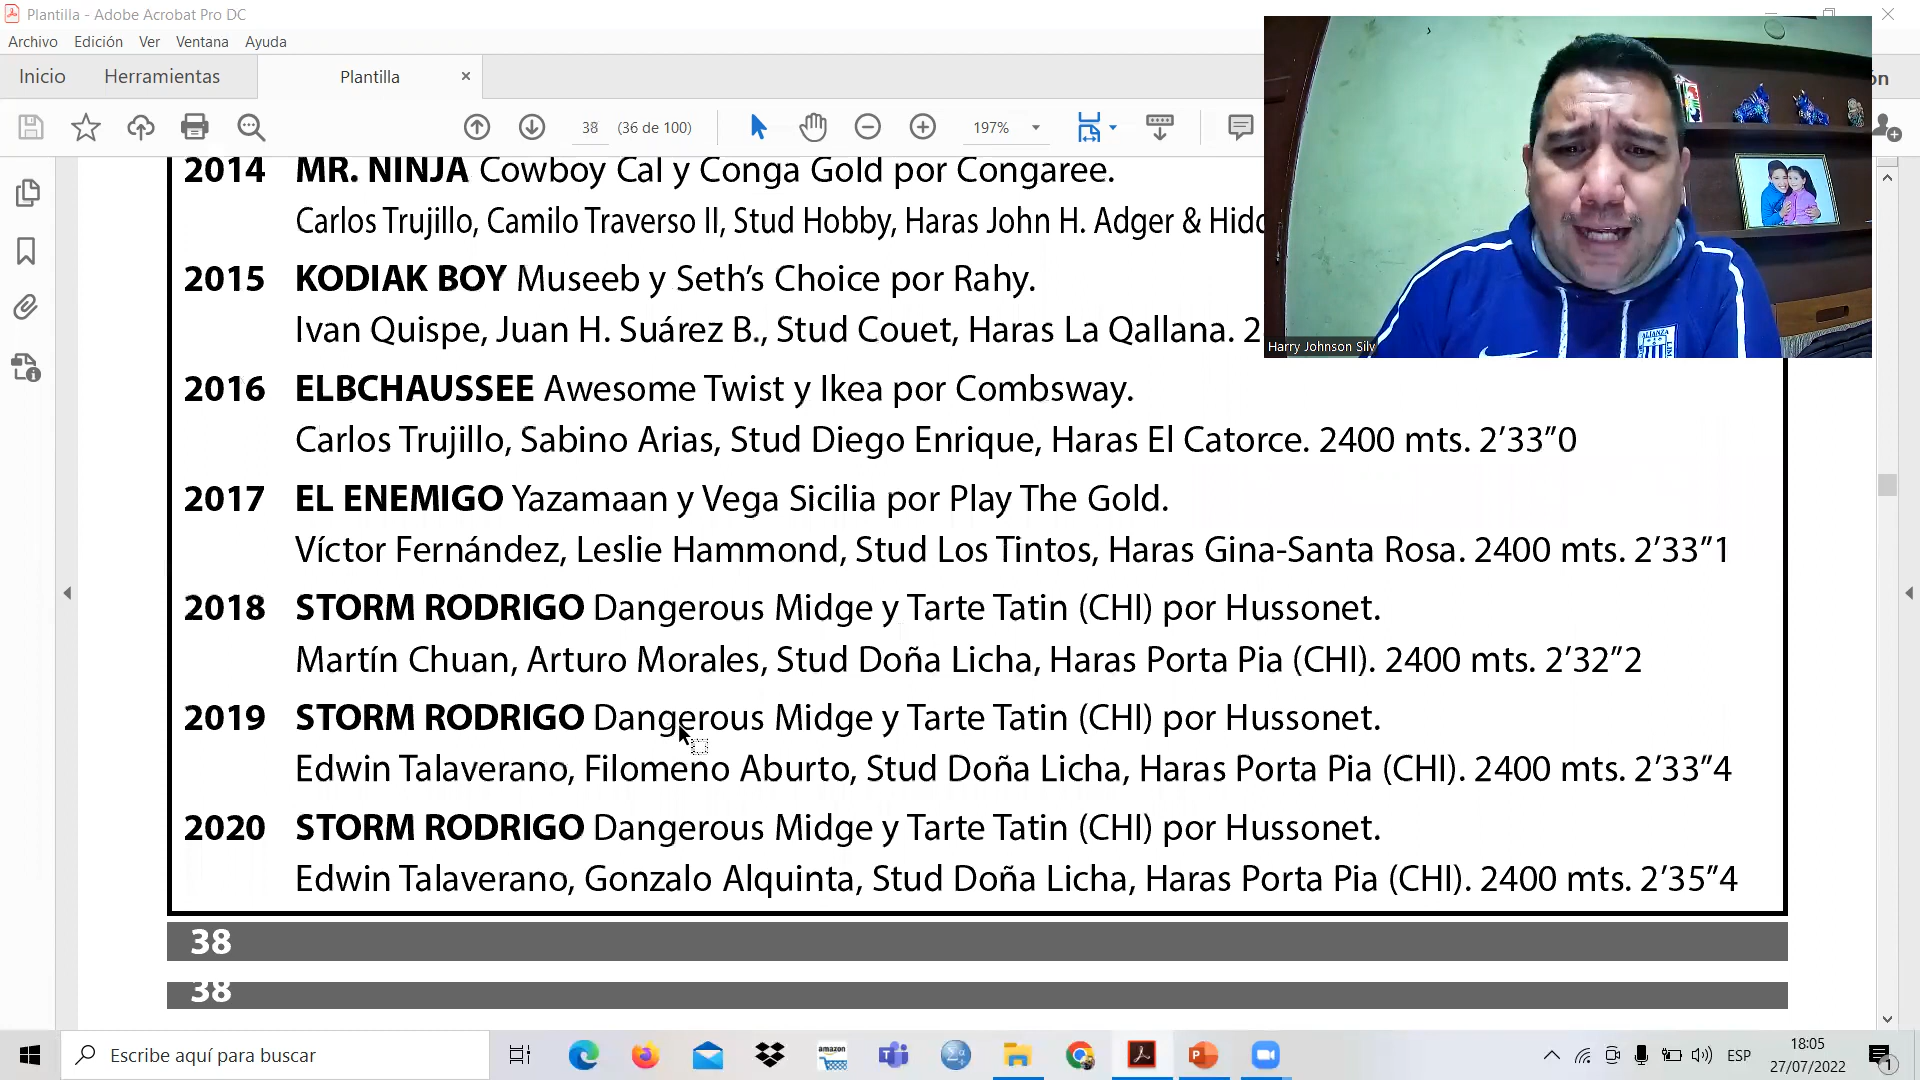 Plantilla - Adobe Acrobat Pro DC
Archivo Edición Ver Ventana Ayuda
Inicio Herramientas Plantilla
38 (36 de 100) 197%
2014 MR. NINJA Cowboy Cal y Conga Gold por Congaree.
Carlos Trujillo, Camilo Traverso II, Stud Hobby, Haras John H. Adger &
2015 KODIAK BOY Museeb y Seth’s Choice por Rahy.
Ivan Quispe, Juan H. Suárez B., Stud Couet, Haras La Qallana. 2
Harry Johnson Silv
ALIANZA
LIMA
2016 ELBCHAUSSEE Awesome Twist y Ikea por Combsway.
Carlos Trujillo, Sabino Arias, Stud Diego Enrique, Haras El Catorce. 2400 mts. 2’33”0
2017 EL ENEMIGO Yazamaan y Vega Sicilia por Play The Gold.
Víctor Fernández, Leslie Hammond, Stud Los Tintos, Haras Gina-Santa Rosa. 2400 mts. 2’33”1
2018 STORM RODRIGO Dangerous Midge y Tarte Tatin (CHI) por Hussonet.
Martín Chuan, Arturo Morales, Stud Doña Licha, Haras Porta Pia (CHI). 2400 mts. 2’32”2
2019 STORM RODRIGO Dangerous Midge y Tarte Tatin (CHI) por Hussonet.
Edwin Talaverano, Filomeno Aburto, Stud Doña Licha, Haras Porta Pia (CHI). 2400 mts. 2’33”4
2020 STORM RODRIGO Dangerous Midge y Tarte Tatin (CHI) por Hussonet.
Edwin Talaverano, Gonzalo Alquinta, Stud Doña Licha, Haras Porta Pia (CHI). 2400 mts. 2’35”4
38
38
Escribe aquí para buscar
amazon
ESP
18:05
27/07/2022
1